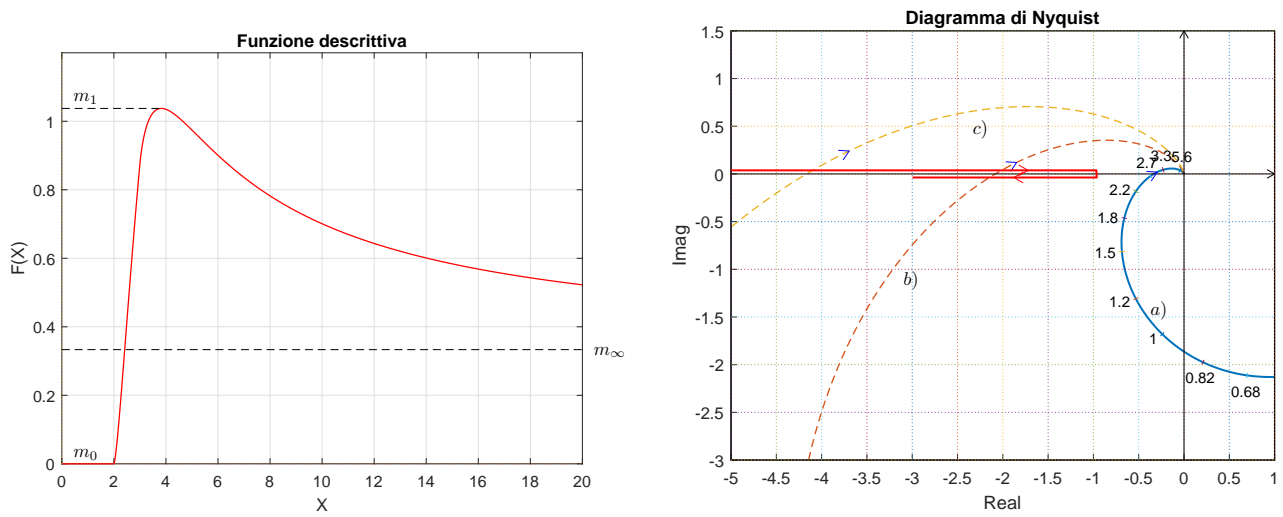 Funzione descrittiva
m₁
m∞
m₀
F(X)
1
0.8
0.6
0.4
0.2
0
0 2 4 6 8 10 12 14 16 18 20
X
Diagramma di Nyquist
1.5
1
0.5
0
-0.5
-1
-1.5
-2
-2.5
-3
Imag
c)
b)
a)
2.7 3.3 5.6
2.2
1.8
1.5
1.2
1
0.82
0.68
-5 -4.5 -4 -3.5 -3 -2.5 -2 -1.5 -1 -0.5 0 0.5 1
Real